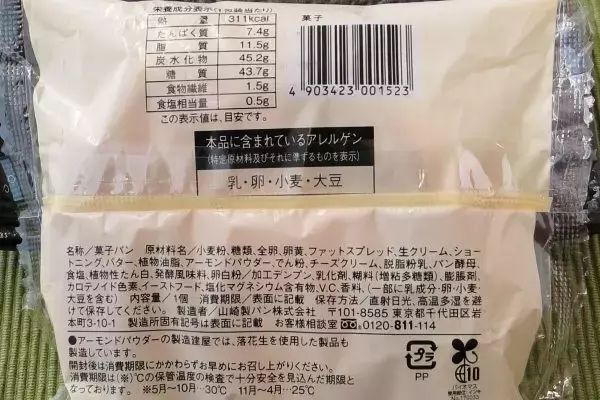 栄養成分表示(1包装当たり)
熱量 311kcal
たんぱく質 7.4g
脂質 11.5g
炭水化物 45.2g
糖質 43.7g
食物繊維 1.5g
食塩相当量 0.5g
この表示値は、目安です。
菓子
4 903423 001523
本品に含まれているアレルゲン
(特定原材料及びそれに準ずるものを表示)
乳・卵・小麦・大豆
名称/菓子パン 原材料名/小麦粉、糖類、全卵、卵黄、ファットスプレッド、生クリーム、ショー
トニング、バター、植物油脂、アーモンドパウダー、でん粉、チーズクリーム、脱脂粉乳、パン酵母、
食塩、植物性たん白、発酵風味料、卵白粉/加工デンプン、乳化剤、糊料(増粘多糖類)、膨脹剤、
カロテノイド色素、イーストフード、塩化マグネシウム含有物、V.C、香料、(一部に乳成分・卵・小麦・
大豆を含む) 内容量/1個 消費期限/表面に記載 保存方法/直射日光、高温多湿を避
けて保存してください。 製造者/山崎製パン株式会社 〒101-8585 東京都千代田区岩
本町3-10-1 製造所固有記号は表面に記載 お客様相談室 0120-811-114
●アーモンドパウダーの製造建屋では、落花生を使用した製品も
製造しています。
開封後は消費期限にかかわらずお早めにお召し上がりください。
消費期限は(※)℃の保管温度の検査で十分安全を見込んだ期限と
なっております。 ※5月〜10月…30℃ 11月〜4月…25℃
プラ
PP
バイオマス
10